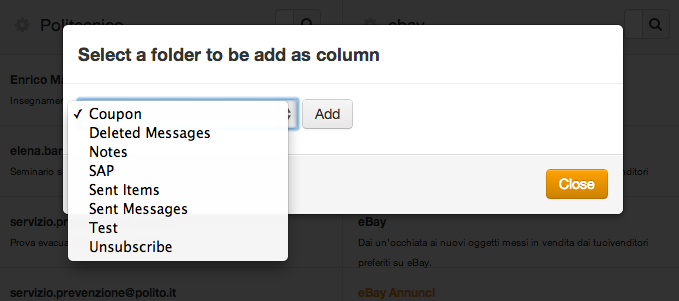 Politecnico
ebay
Select a folder to be add as column
Enrico M.
Insegname
✓ Coupon
Add
Deleted Messages
Notes
elena.bar
SAP
Seminario s
Sent Items
Close
venditori
Sent Messages
servizio.pr
eBay
Test
Prova evacua
Dai un'occhiata ai nuovi oggetti messi in vendita dai tuoivenditori
Unsubscribe
preferiti su eBay.
servizio.prevenzione@polito.it
eBay Annunci